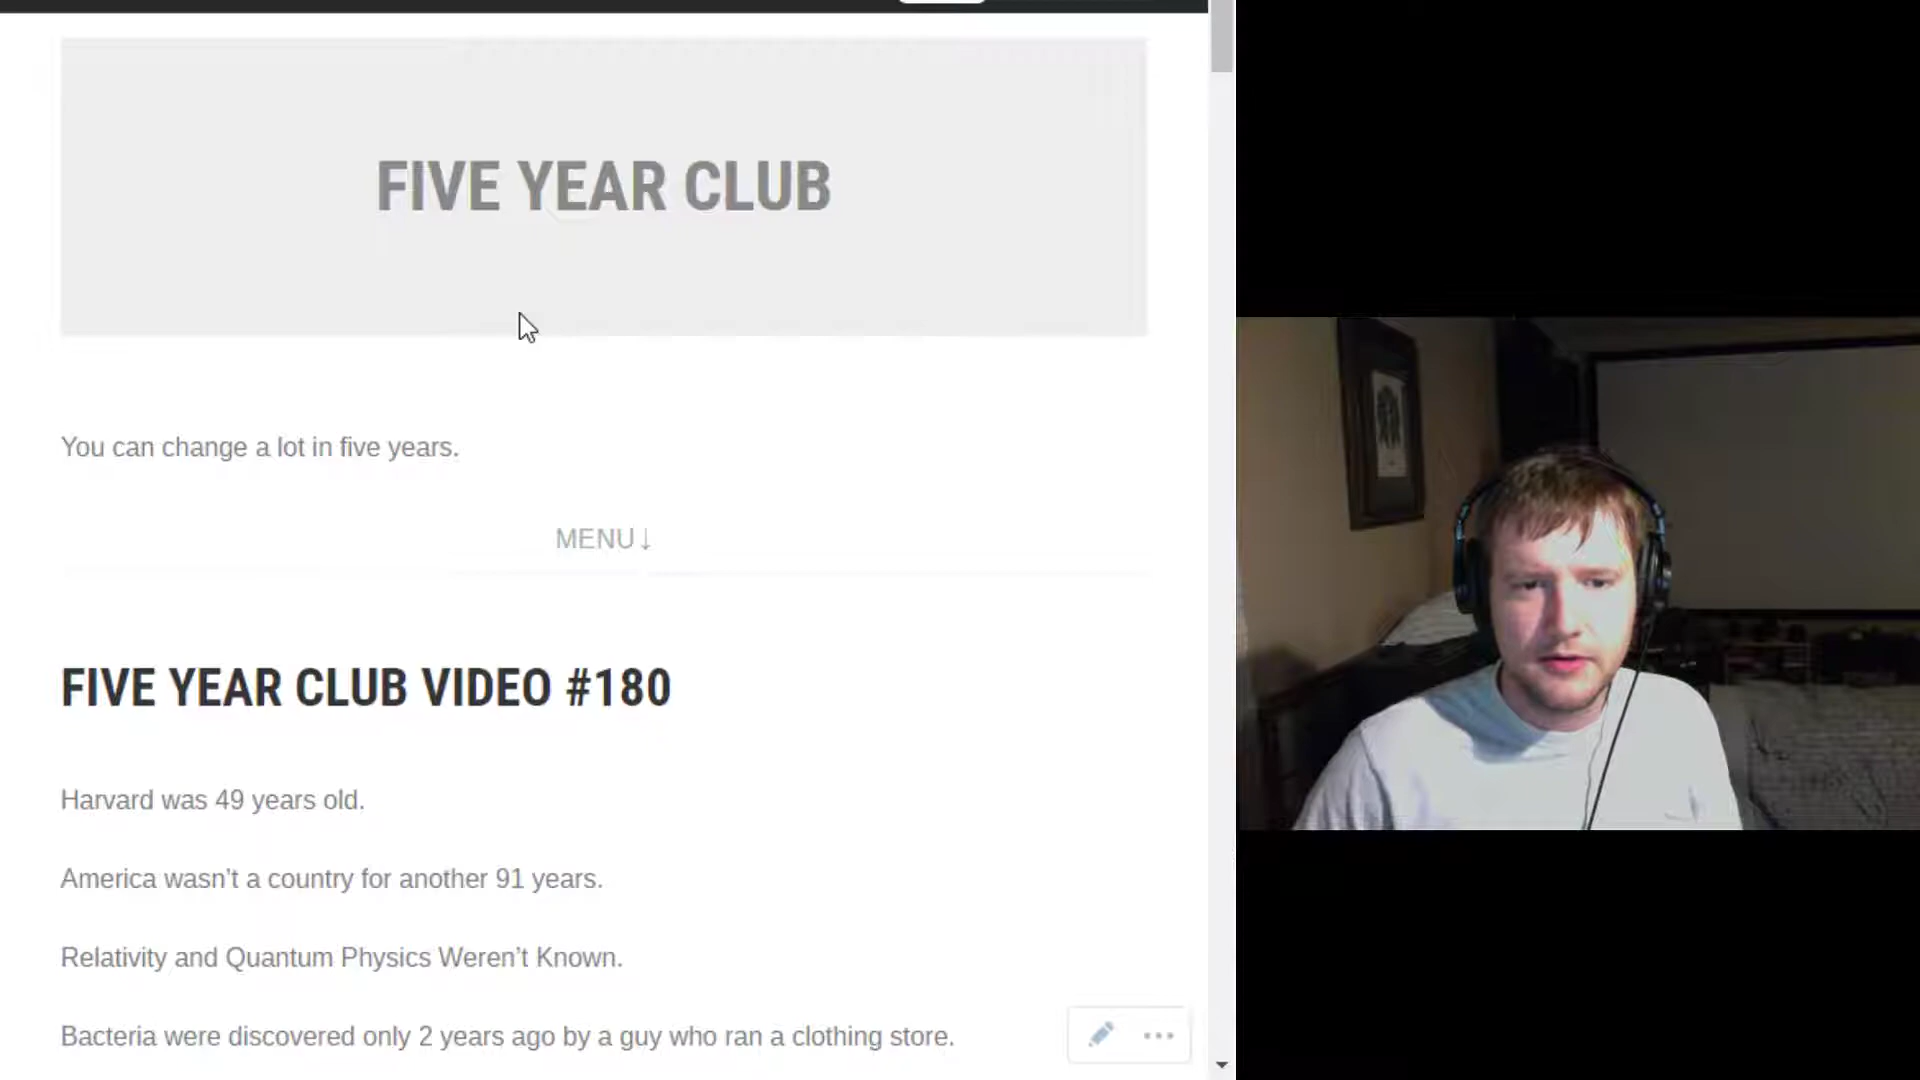 FIVE YEAR CLUB
You can change a lot in five years.
MENU↓
FIVE YEAR CLUB VIDEO #180
Harvard was 49 years old.
America wasn't a country for another 91 years.
Relativity and Quantum Physics Weren't Known.
Bacteria were discovered only 2 years ago by a guy who ran a clothing store.